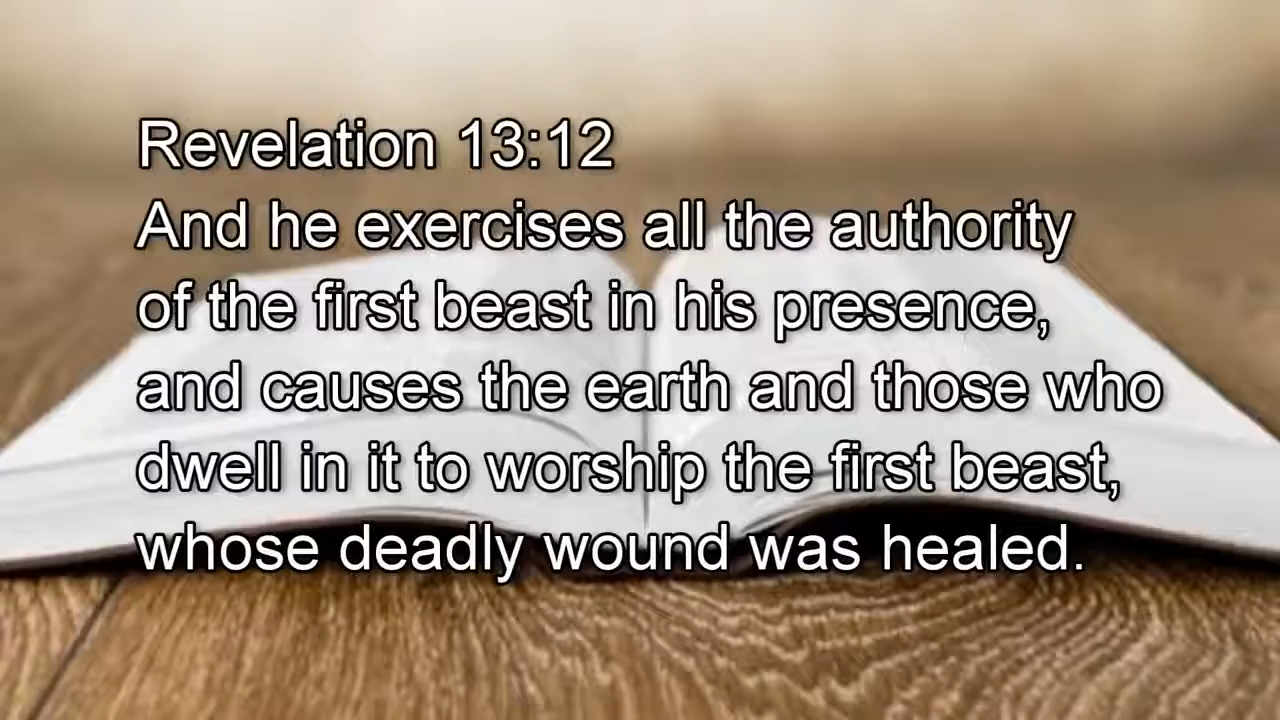 Revelation 13:12
And he exercises all the authority
of the first beast in his presence,
and causes the earth and those who
dwell in it to worship the first beast,
whose deadly wound was healed.